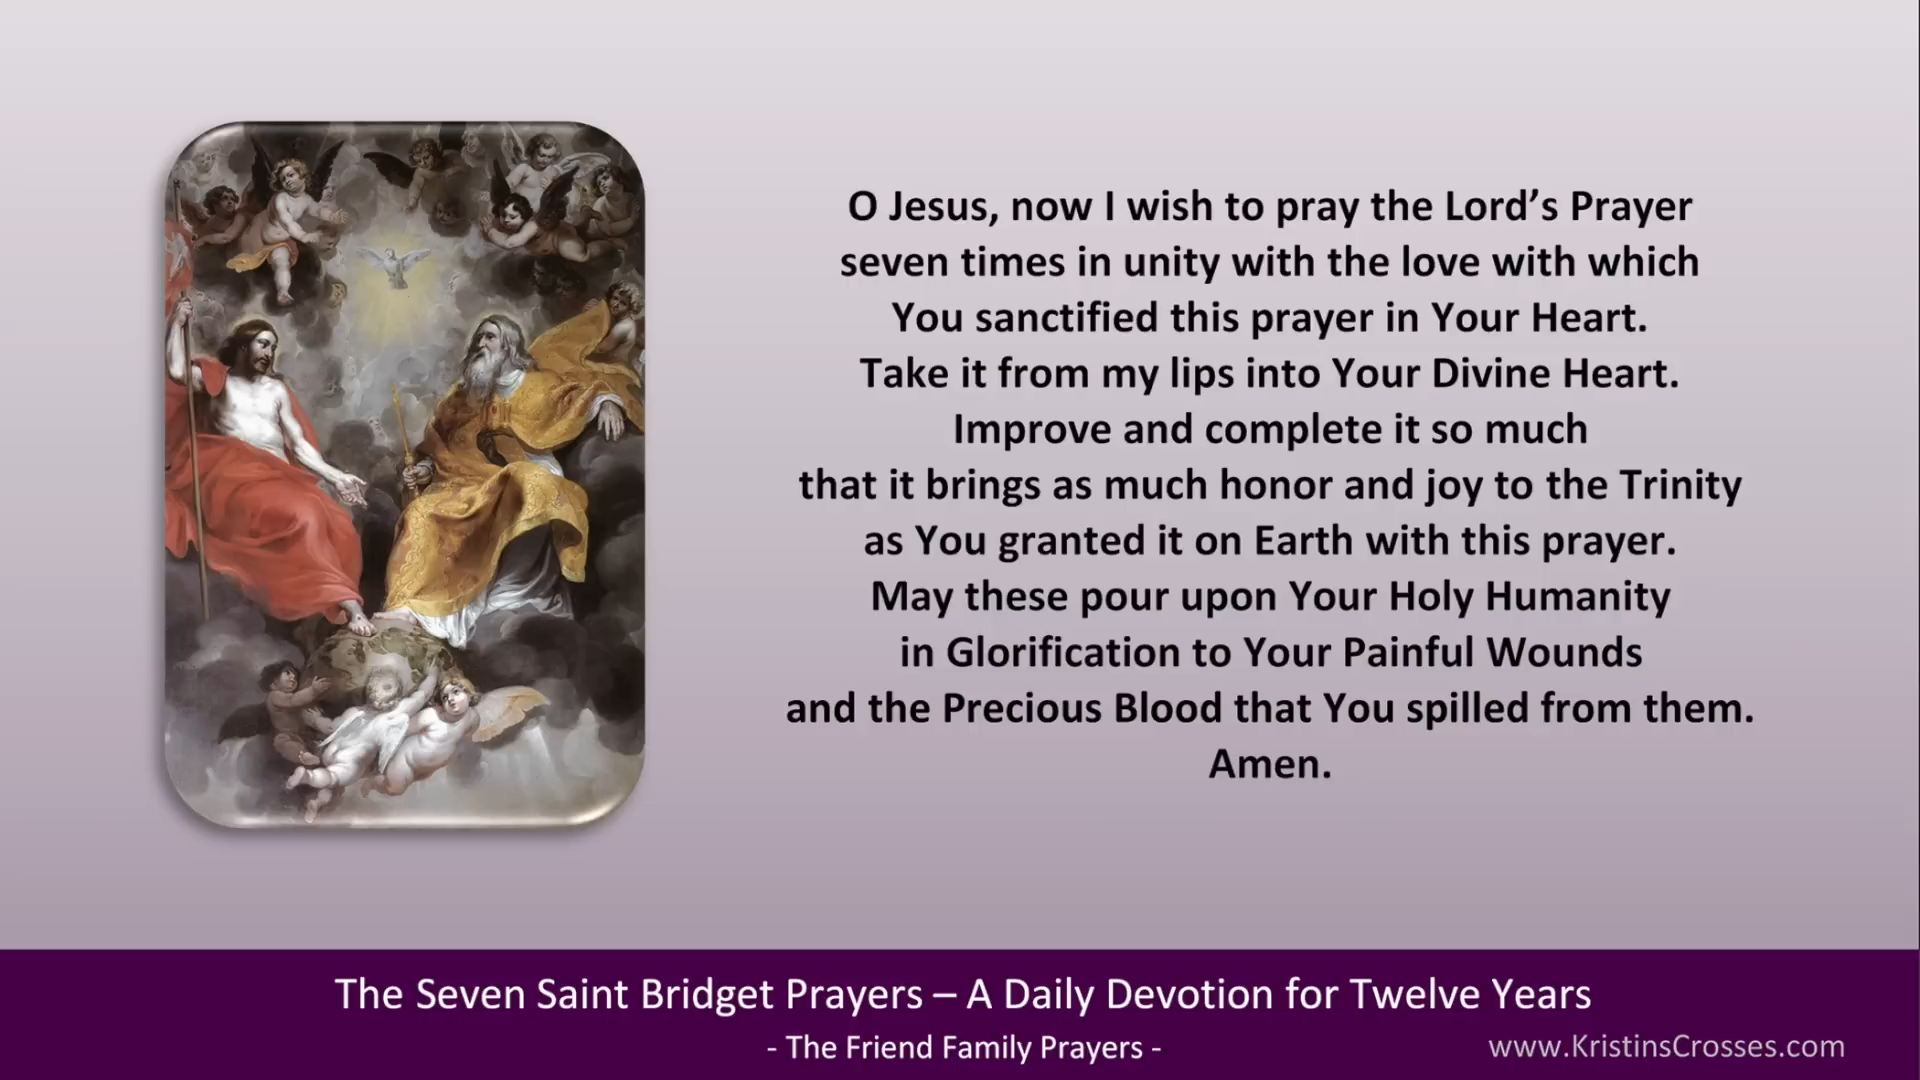 O Jesus, now I wish to pray the Lord’s Prayer
seven times in unity with the love with which
You sanctified this prayer in Your Heart.
Take it from my lips into Your Divine Heart.
Improve and complete it so much
that it brings as much honor and joy to the Trinity
as You granted it on Earth with this prayer.
May these pour upon Your Holy Humanity
in Glorification to Your Painful Wounds
and the Precious Blood that You spilled from them.
Amen.
The Seven Saint Bridget Prayers – A Daily Devotion for Twelve Years
- The Friend Family Prayers -
www.KristinsCrosses.com